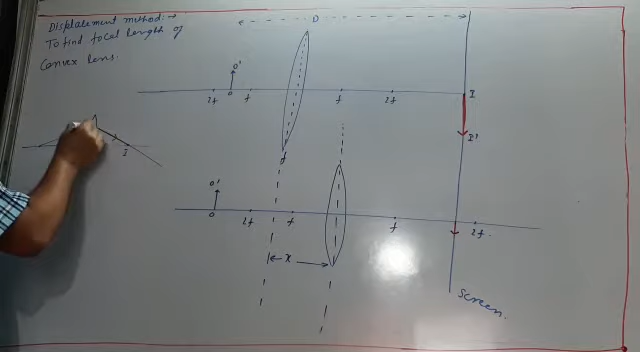 Displacement method:→
To find focal length of
Convex lens.
D
O'
2f
O
f
f
2f
I
I'
I
O'
O
2f
f
f
2f.
x
Screen.